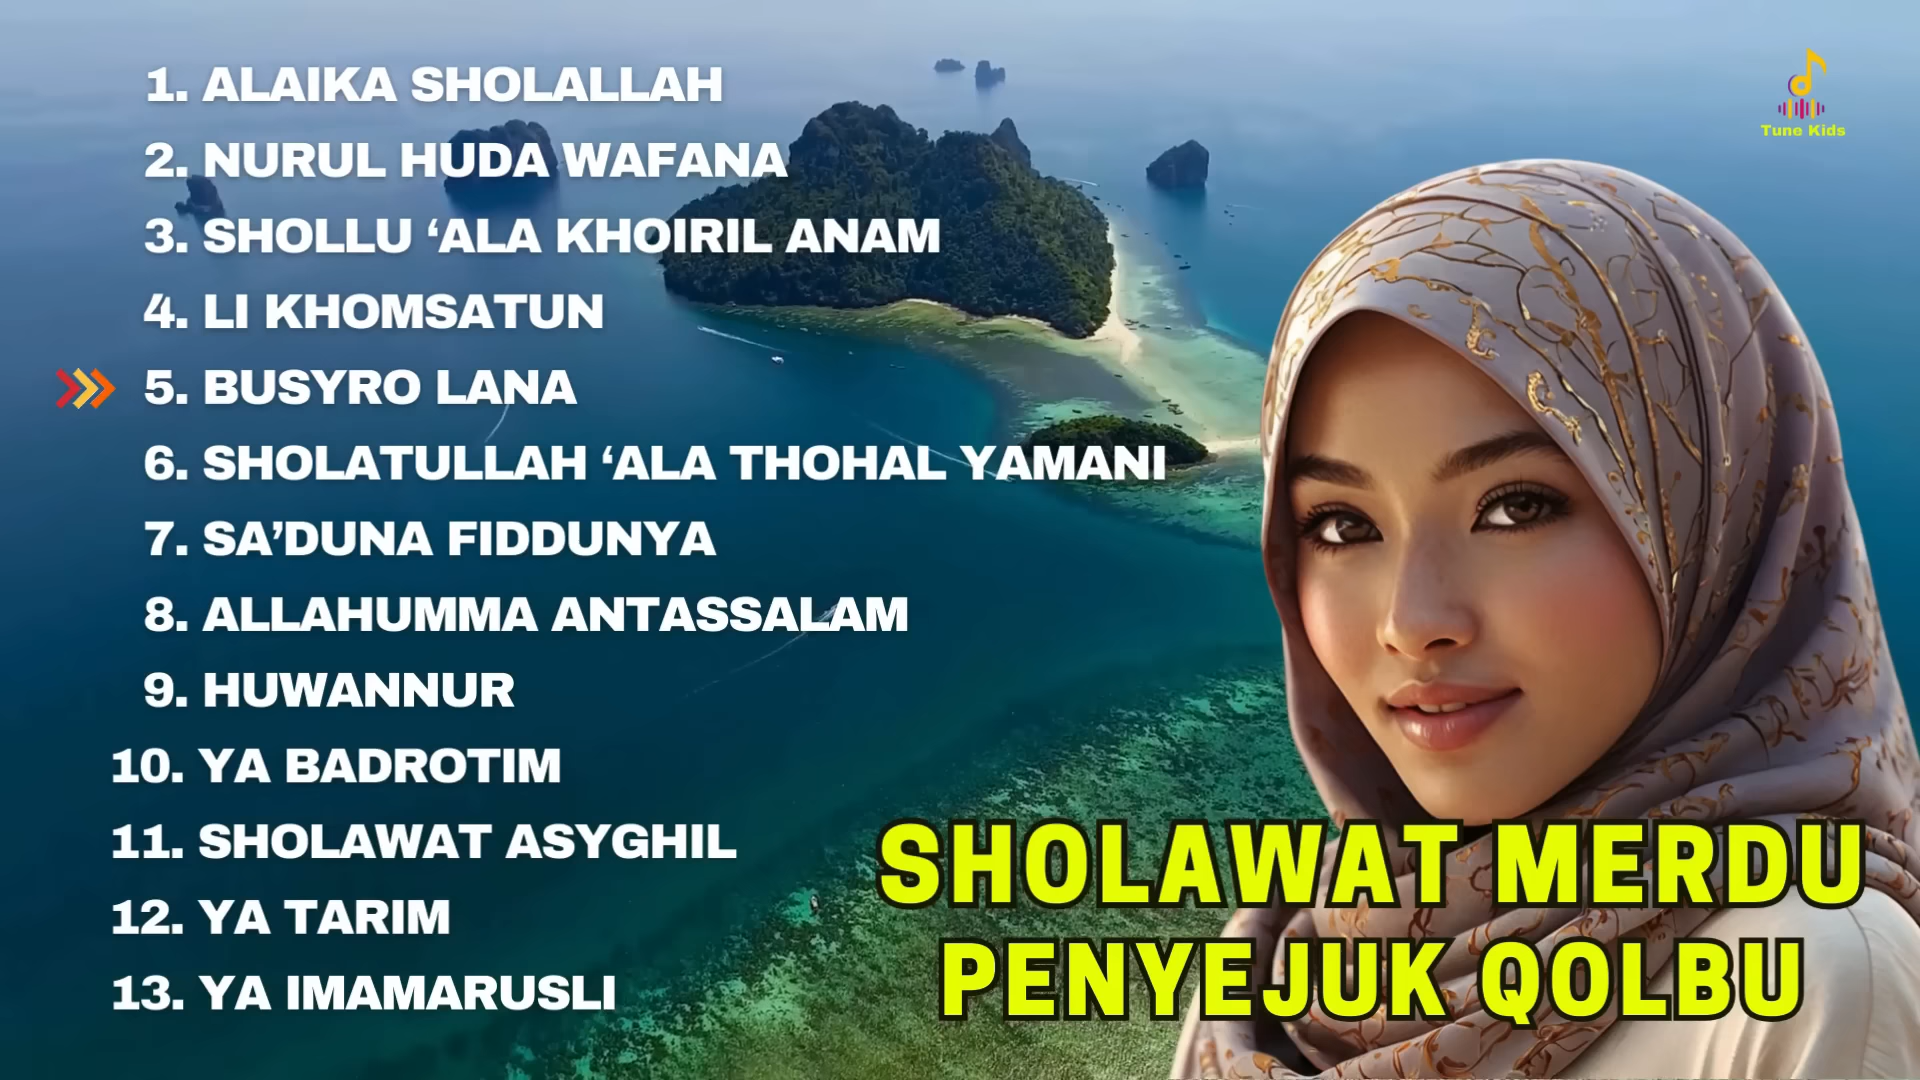 1. ALAIKA SHOLALLAH
2. NURUL HUDA WAFANA
3. SHOLLU ‘ALA KHOIRIL ANAM
4. LI KHOMSATUN
5. BUSYRO LANA
6. SHOLATULLAH ‘ALA THOHAL YAMANI
7. SA’DUNA FIDDUNYA
8. ALLAHUMMA ANTASSALAM
9. HUWANNUR
10. YA BADROTIM
11. SHOLAWAT ASYGHIL
12. YA TARIM
13. YA IMAMARUSLI
Tune Kids
SHOLAWAT MERDU
PENYEJUK QOLBU